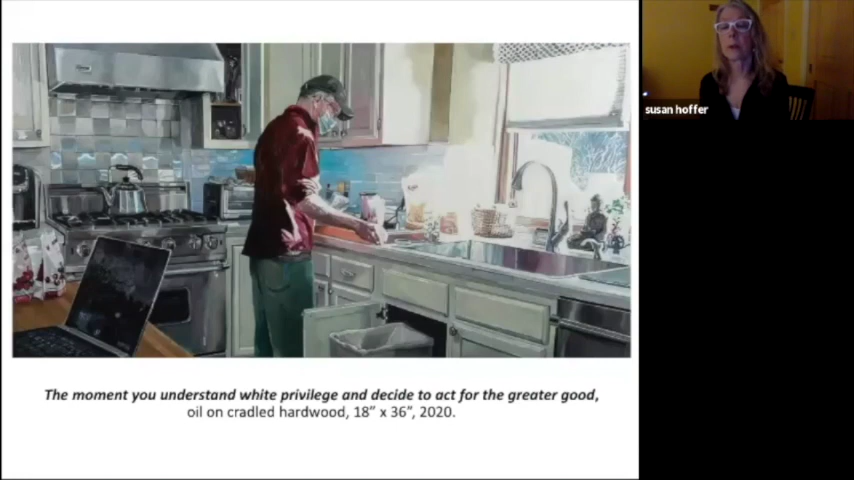 susan hoffer
The moment you understand white privilege and decide to act for the greater good,
oil on cradled hardwood, 18” x 36”, 2020.